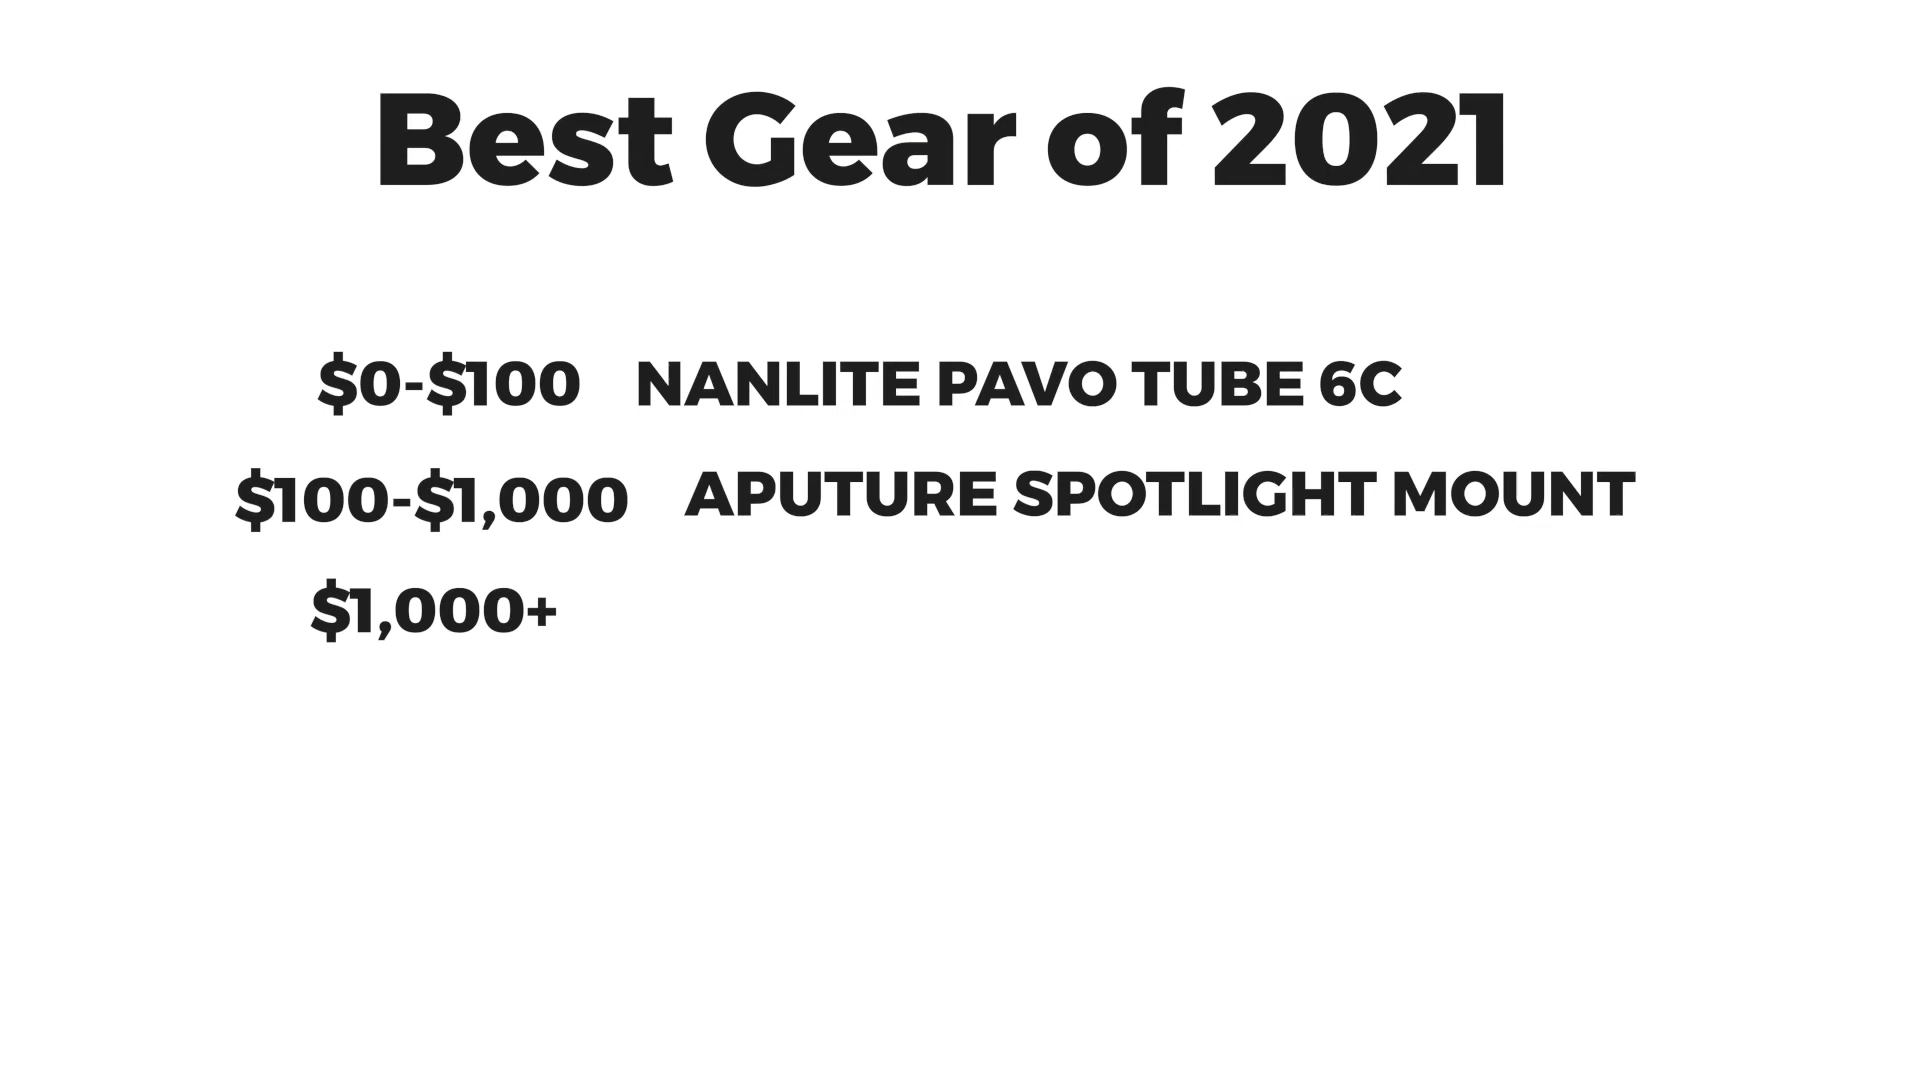 Best Gear of 2021
$0-$100 NANLITE PAVO TUBE 6C
$100-$1,000 APUTURE SPOTLIGHT MOUNT
$1,000+